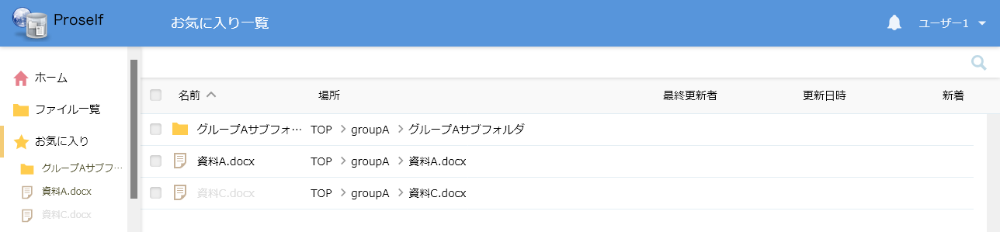 Proself
お気に入り一覧
ユーザー1
ホーム
ファイル一覧
お気に入り
グループAサブフ…
資料A.docx
資料C.docx
名前 場所 最終更新者 更新日時 新着
グループAサブフォ… TOP groupA グループAサブフォルダ
資料A.docx TOP groupA 資料A.docx
資料C.docx TOP groupA 資料C.docx